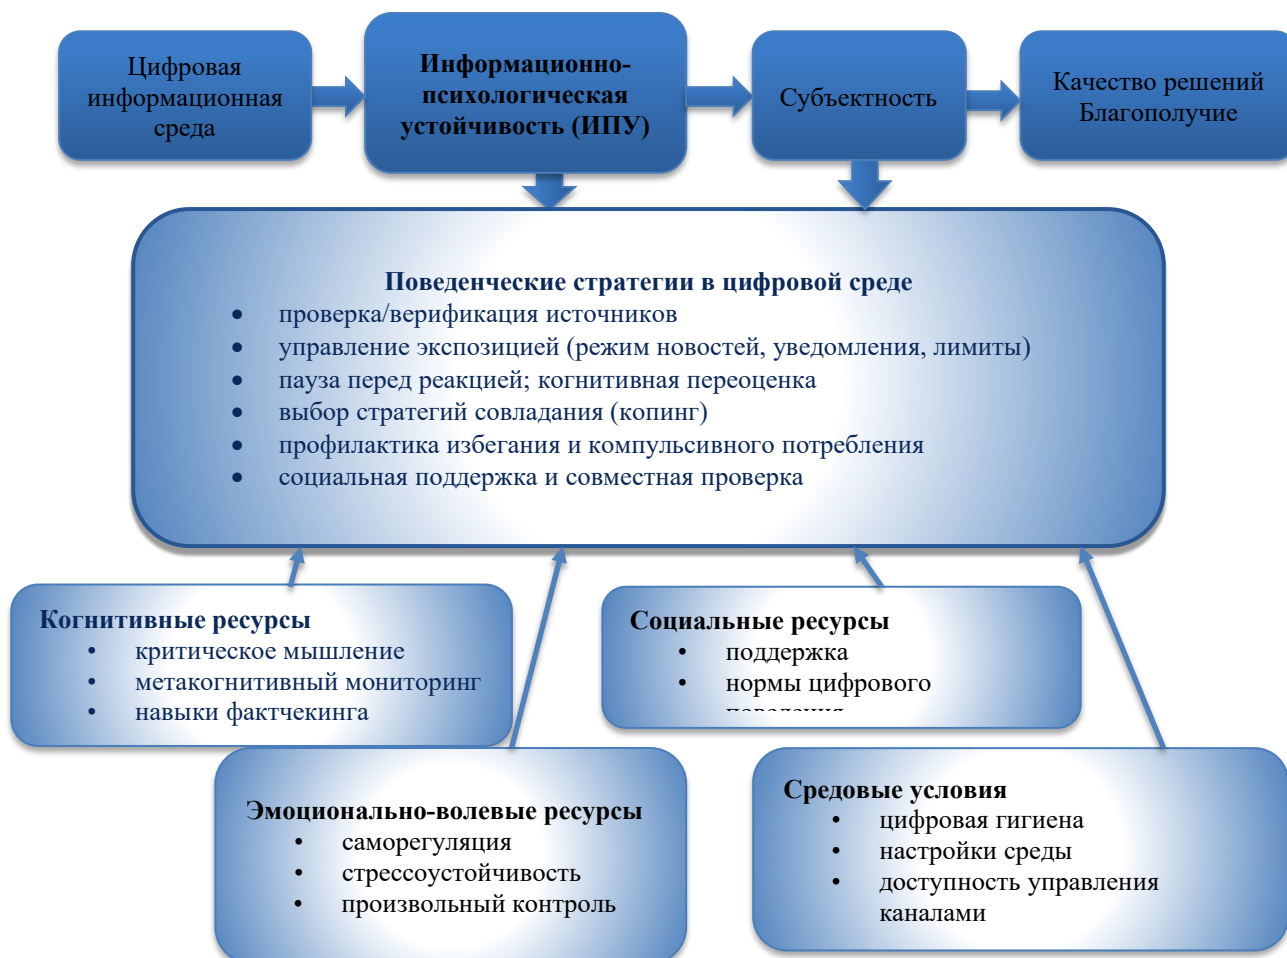 Цифровая
информационная
среда
Информационно-
психологическая
устойчивость (ИПУ)
Субъектность
Качество решений
Благополучие
Поведенческие стратегии в цифровой среде
• проверка/верификация источников
• управление экспозицией (режим новостей, уведомления, лимиты)
• пауза перед реакцией; когнитивная переоценка
• выбор стратегий совладания (копинг)
• профилактика избегания и компульсивного потребления
• социальная поддержка и совместная проверка
Когнитивные ресурсы
• критическое мышление
• метакогнитивный мониторинг
• навыки фактчекинга
Социальные ресурсы
• поддержка
• нормы цифрового
Эмоционально-волевые ресурсы
• саморегуляция
• стрессоустойчивость
• произвольный контроль
Средовые условия
• цифровая гигиена
• настройки среды
• доступность управления
каналами